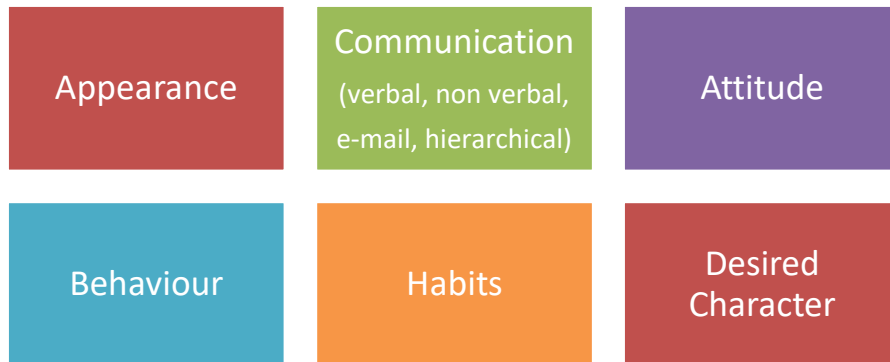 Appearance
Communication
(verbal, non verbal,
e-mail, hierarchical)
Attitude
Behaviour
Habits
Desired
Character